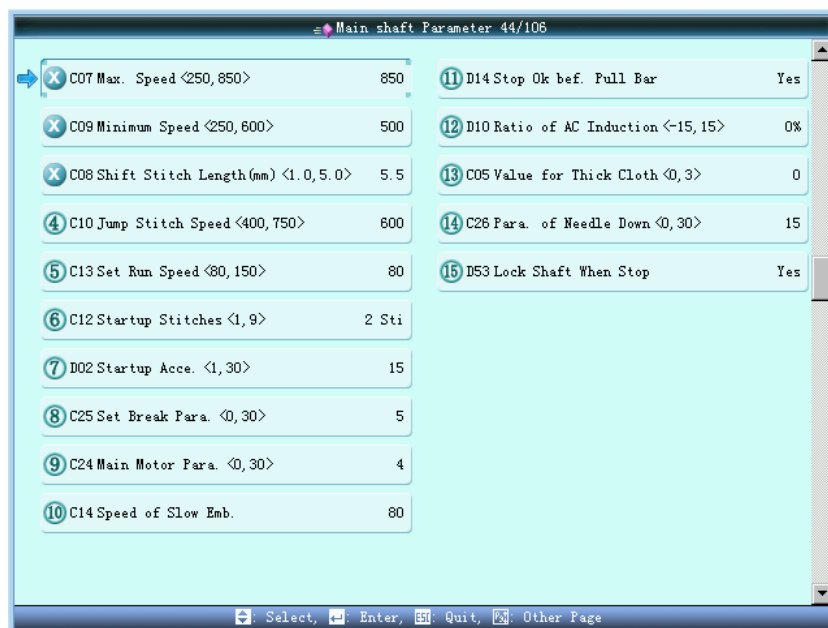 Main shaft Parameter 44/106
X C07 Max. Speed <250, 850> 850
X C09 Minimum Speed <250, 600> 500
X C08 Shift Stitch Length(mm) <1.0, 5.0> 5.5
4 C10 Jump Stitch Speed <400, 750> 600
5 C13 Set Run Speed <80, 150> 80
6 C12 Startup Stitches <1, 9> 2 Sti
7 D02 Startup Acce. <1, 30> 15
8 C25 Set Break Para. <0, 30> 5
9 C24 Main Motor Para. <0, 30> 4
10 C14 Speed of Slow Emb. 80
11 D14 Stop Ok bef. Pull Bar Yes
12 D10 Ratio of AC Induction <-15, 15> 0%
13 C05 Value for Thick Cloth <0, 3> 0
14 C26 Para. of Needle Down <0, 30> 15
15 D53 Lock Shaft When Stop Yes
: Select, : Enter, ESC: Quit, : Other Page